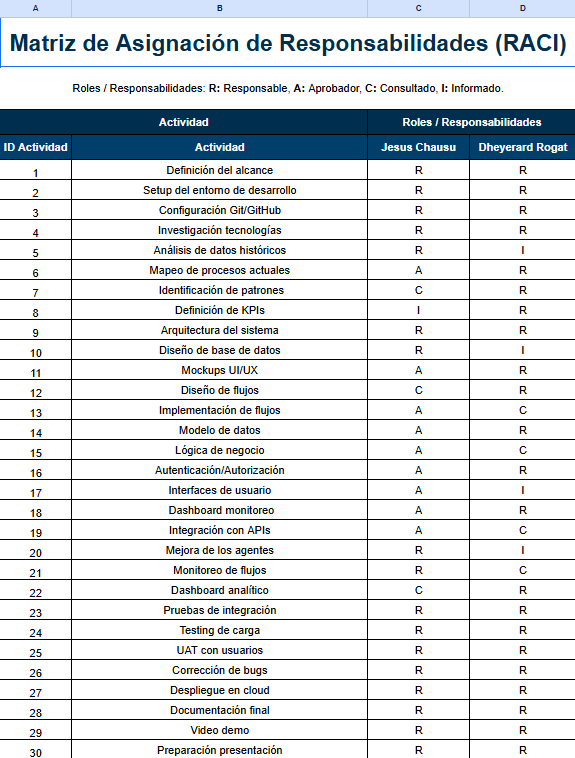 A B C D
Matriz de Asignación de Responsabilidades (RACI)
Roles / Responsabilidades: R: Responsable, A: Aprobador, C: Consultado, I: Informado.
Actividad Roles / Responsabilidades
ID Actividad Actividad Jesus Chausu Dheyerard Rogat
1 Definición del alcance R R
2 Setup del entorno de desarrollo R R
3 Configuración Git/GitHub R R
4 Investigación tecnologías R R
5 Análisis de datos históricos R I
6 Mapeo de procesos actuales A R
7 Identificación de patrones C R
8 Definición de KPIs I R
9 Arquitectura del sistema R R
10 Diseño de base de datos R I
11 Mockups UI/UX A R
12 Diseño de flujos C R
13 Implementación de flujos A C
14 Modelo de datos A R
15 Lógica de negocio A C
16 Autenticación/Autorización A R
17 Interfaces de usuario A I
18 Dashboard monitoreo A R
19 Integración con APIs A C
20 Mejora de los agentes R I
21 Monitoreo de flujos R C
22 Dashboard analítico C R
23 Pruebas de integración R R
24 Testing de carga R R
25 UAT con usuarios R R
26 Corrección de bugs R R
27 Despliegue en cloud R R
28 Documentación final R R
29 Video demo R R
30 Preparación presentación R R